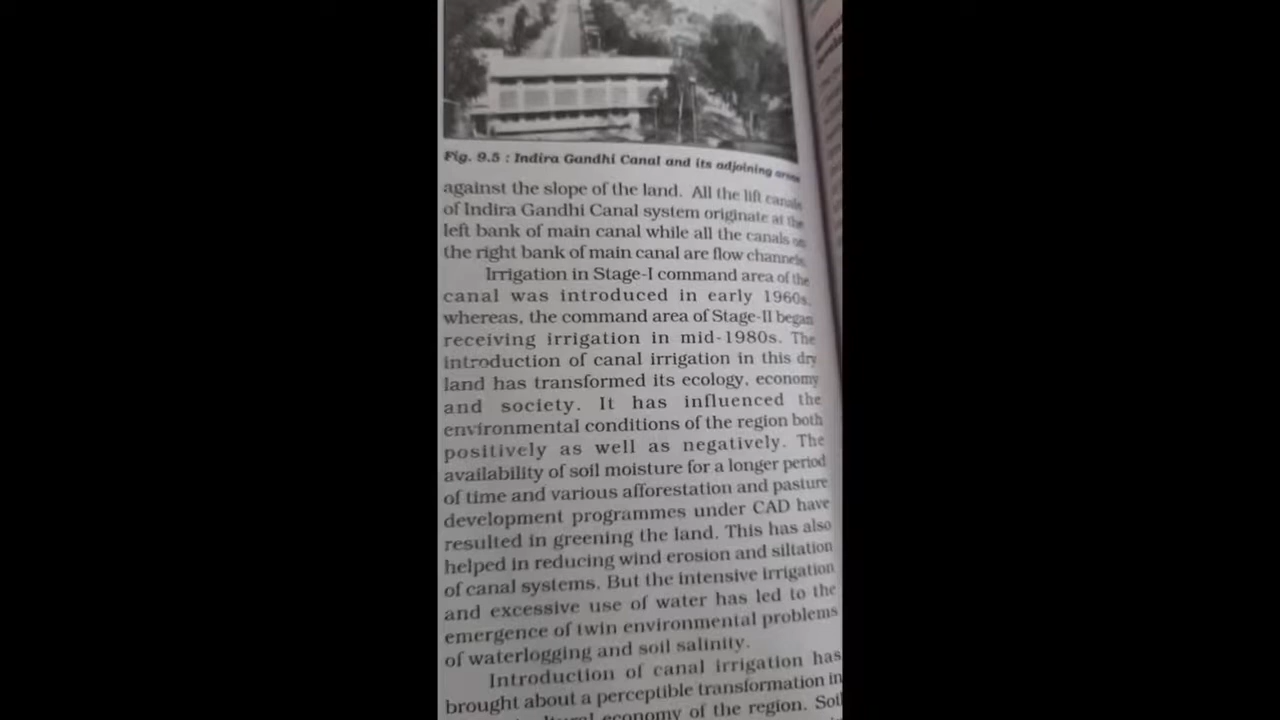 Fig. 9.5 : Indira Gandhi Canal and its adjoining areas
against the slope of the land. All the lift canals
of Indira Gandhi Canal system originate at the
left bank of main canal while all the canals on
the right bank of main canal are flow channels.
Irrigation in Stage-I command area of the
canal was introduced in early 1960s,
whereas, the command area of Stage-II began
receiving irrigation in mid-1980s. The
introduction of canal irrigation in this dry
land has transformed its ecology, economy
and society. It has influenced the
environmental conditions of the region both
positively as well as negatively. The
availability of soil moisture for a longer period
of time and various afforestation and pasture
development programmes under CAD have
resulted in greening the land. This has also
helped in reducing wind erosion and siltation
of canal systems. But the intensive irrigation
and excessive use of water has led to the
emergence of twin environmental problems
of waterlogging and soil salinity.
Introduction of canal irrigation has
brought about a perceptible transformation in
economy of the region. Soil